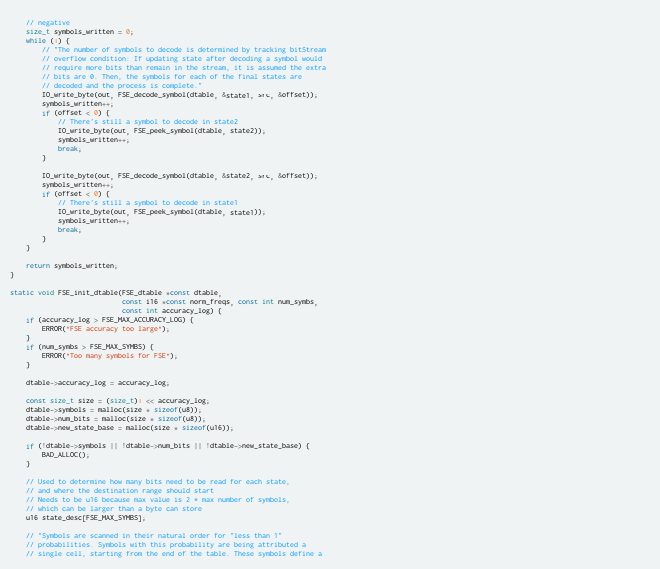 // negative
size_t symbols_written = 0;
while (1) {
// "The number of symbols to decode is determined by tracking bitStream
// overflow condition: If updating state after decoding a symbol would
// require more bits than remain in the stream, it is assumed the extra
// bits are 0. Then, the symbols for each of the final states are
// decoded and the process is complete."
IO_write_byte(out, FSE_decode_symbol(dtable, &state1, src, &offset));
symbols_written++;
if (offset < 0) {
// There's still a symbol to decode in state2
IO_write_byte(out, FSE_peek_symbol(dtable, state2));
symbols_written++;
break;
}
IO_write_byte(out, FSE_decode_symbol(dtable, &state2, src, &offset));
symbols_written++;
if (offset < 0) {
// There's still a symbol to decode in state1
IO_write_byte(out, FSE_peek_symbol(dtable, state1));
symbols_written++;
break;
}
}
return symbols_written;
}
static void FSE_init_dtable(FSE_dtable *const dtable,
const i16 *const norm_freqs, const int num_symbs,
const int accuracy_log) {
if (accuracy_log > FSE_MAX_ACCURACY_LOG) {
ERROR("FSE accuracy too large");
}
if (num_symbs > FSE_MAX_SYMBS) {
ERROR("Too many symbols for FSE");
}
dtable->accuracy_log = accuracy_log;
const size_t size = (size_t)1 << accuracy_log;
dtable->symbols = malloc(size * sizeof(u8));
dtable->num_bits = malloc(size * sizeof(u8));
dtable->new_state_base = malloc(size * sizeof(u16));
if (!dtable->symbols || !dtable->num_bits || !dtable->new_state_base) {
BAD_ALLOC();
}
// Used to determine how many bits need to be read for each state,
// and where the destination range should start
// Needs to be u16 because max value is 2 * max number of symbols,
// which can be larger than a byte can store
u16 state_desc[FSE_MAX_SYMBS];
// "Symbols are scanned in their natural order for "less than 1"
// probabilities. Symbols with this probability are being attributed a
// single cell, starting from the end of the table. These symbols define a